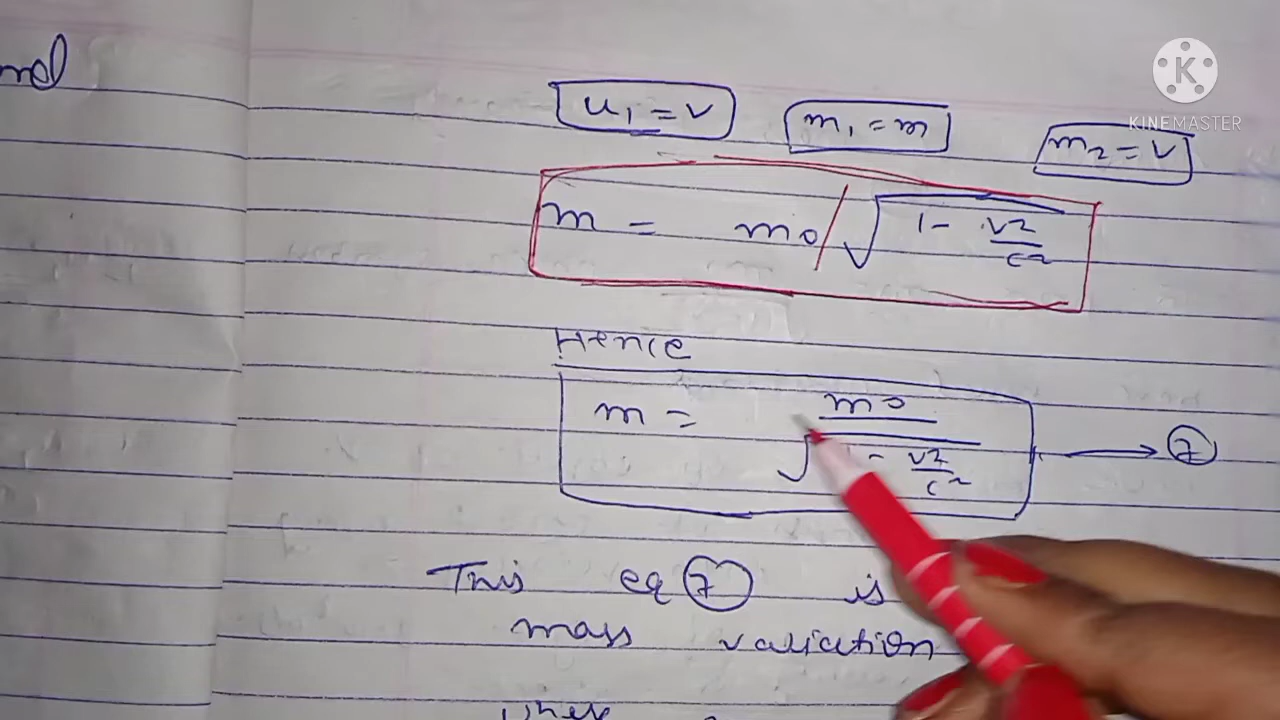 nd
K
KINEMASTER
u₁ = v m₁ = m m₂ = v
m = m₀ / √ 1 - v²/c²
Hence
m = m₀ / √ 1 - v²/c² → 7
This eq 7 is
mass variation